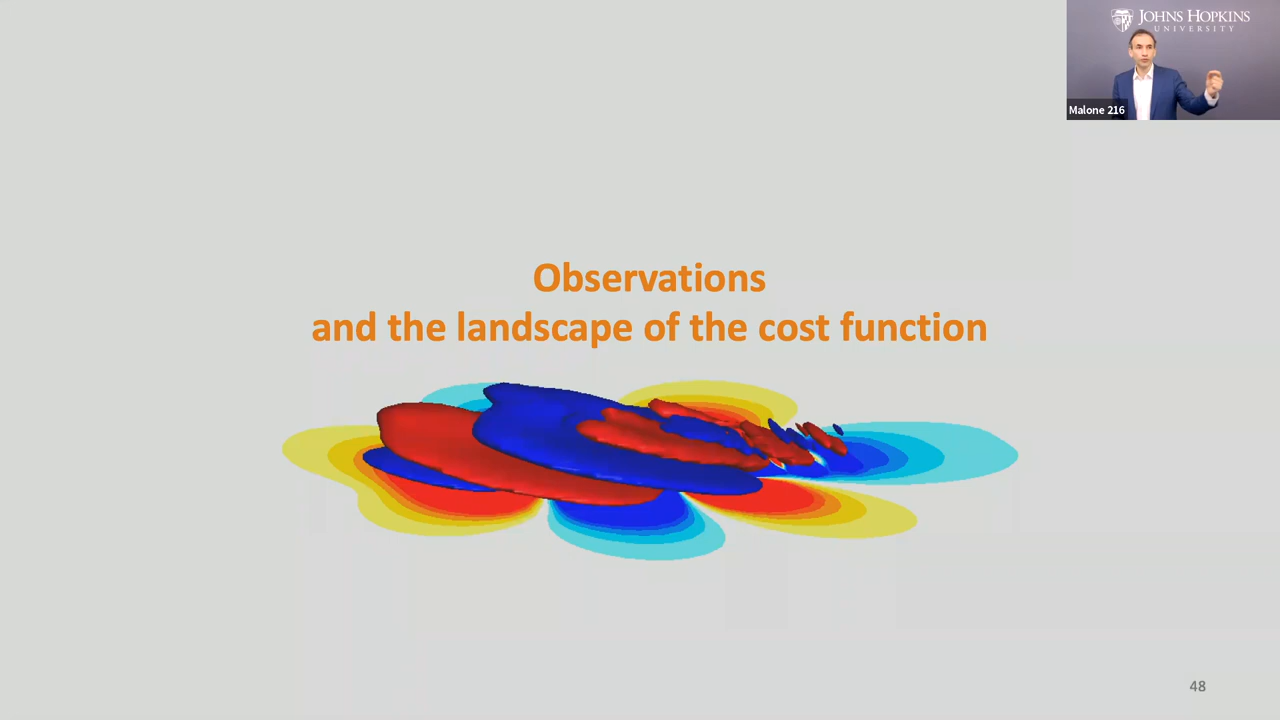 JOHNS HOPKINS
UNIVERSITY
Malone 216
Observations
and the landscape of the cost function
48